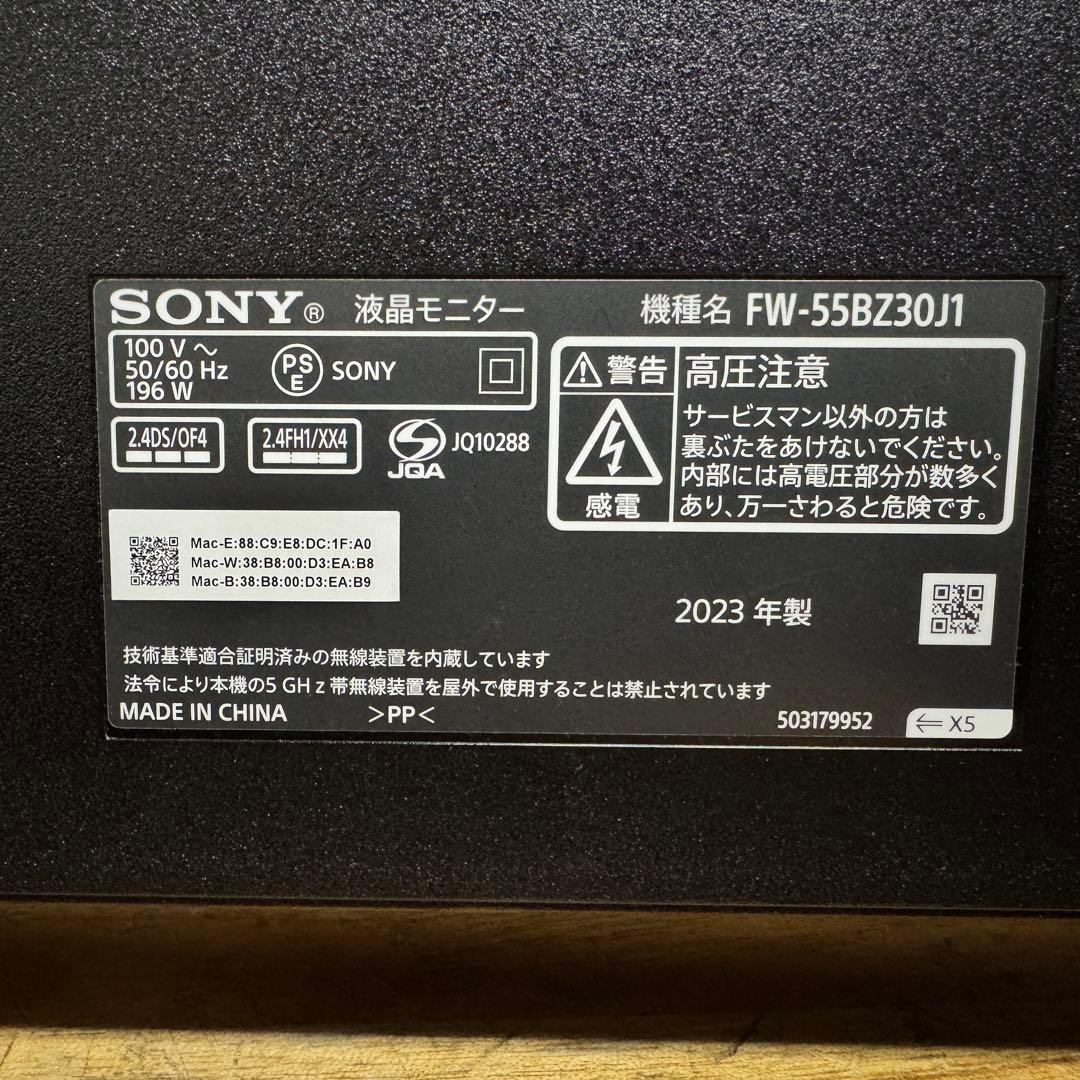 SONY® 液晶モニター 機種名 FW-55BZ30J1
100 V ～
50/60 Hz
196 W
PS
E
SONY
2.4DS/OF4
2.4FH1/XX4
JQA
JQ10288
警告
感電
高圧注意
サービスマン以外の方は
裏ぶたをあけないでください。
内部には高電圧部分が数多く
あり、万一さわると危険です。
Mac-E:88:C9:E8:DC:1F:A0
Mac-W:38:B8:00:D3:EA:B8
Mac-B:38:B8:00:D3:EA:B9
2023 年製
技術基準適合証明済みの無線装置を内蔵しています
法令により本機の5 GHz帯無線装置を屋外で使用することは禁止されています
MADE IN CHINA >PP< 503179952 ⇐ X5